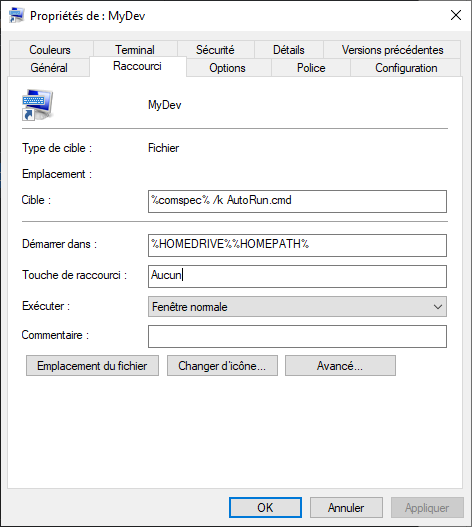 Propriétés de : MyDev
Couleurs Terminal Sécurité Détails Versions précédentes
Général Raccourci Options Police Configuration
MyDev
Type de cible : Fichier
Emplacement :
Cible : %comspec% /k AutoRun.cmd
Démarrer dans : %HOMEDRIVE%%HOMEPATH%
Touche de raccourci : Aucun
Exécuter : Fenêtre normale
Commentaire :
Emplacement du fichier Changer d'icône... Avancé...
OK Annuler Appliquer